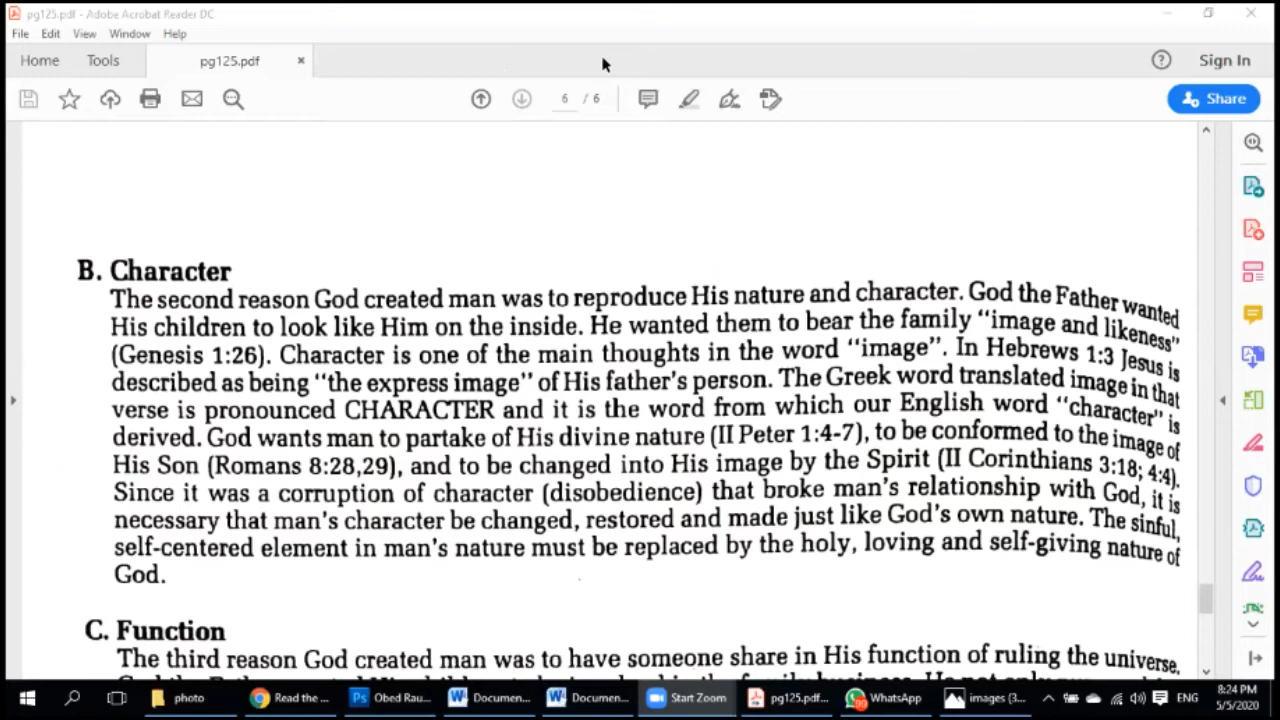 pg125.pdf - Adobe Acrobat Reader DC
File Edit View Window Help
Home Tools pg125.pdf × Sign In
6 / 6 Share
B. Character
The second reason God created man was to reproduce His nature and character. God the Father wanted
His children to look like Him on the inside. He wanted them to bear the family "image and likeness"
(Genesis 1:26). Character is one of the main thoughts in the word "image". In Hebrews 1:3 Jesus is
described as being "the express image" of His father's person. The Greek word translated image in that
verse is pronounced CHARACTER and it is the word from which our English word "character" is
derived. God wants man to partake of His divine nature (II Peter 1:4-7), to be conformed to the image of
His Son (Romans 8:28,29), and to be changed into His image by the Spirit (II Corinthians 3:18; 4:4).
Since it was a corruption of character (disobedience) that broke man's relationship with God, it is
necessary that man's character be changed, restored and made just like God's own nature. The sinful,
self-centered element in man's nature must be replaced by the holy, loving and self-giving nature of
God.
C. Function
The third reason God created man was to have someone share in His function of ruling the universe.
photo Read the ... Obed Rau... Documen... Documen... Start Zoom pg125.pdf... WhatsApp images (3... ENG 8:24 PM
5/5/2020